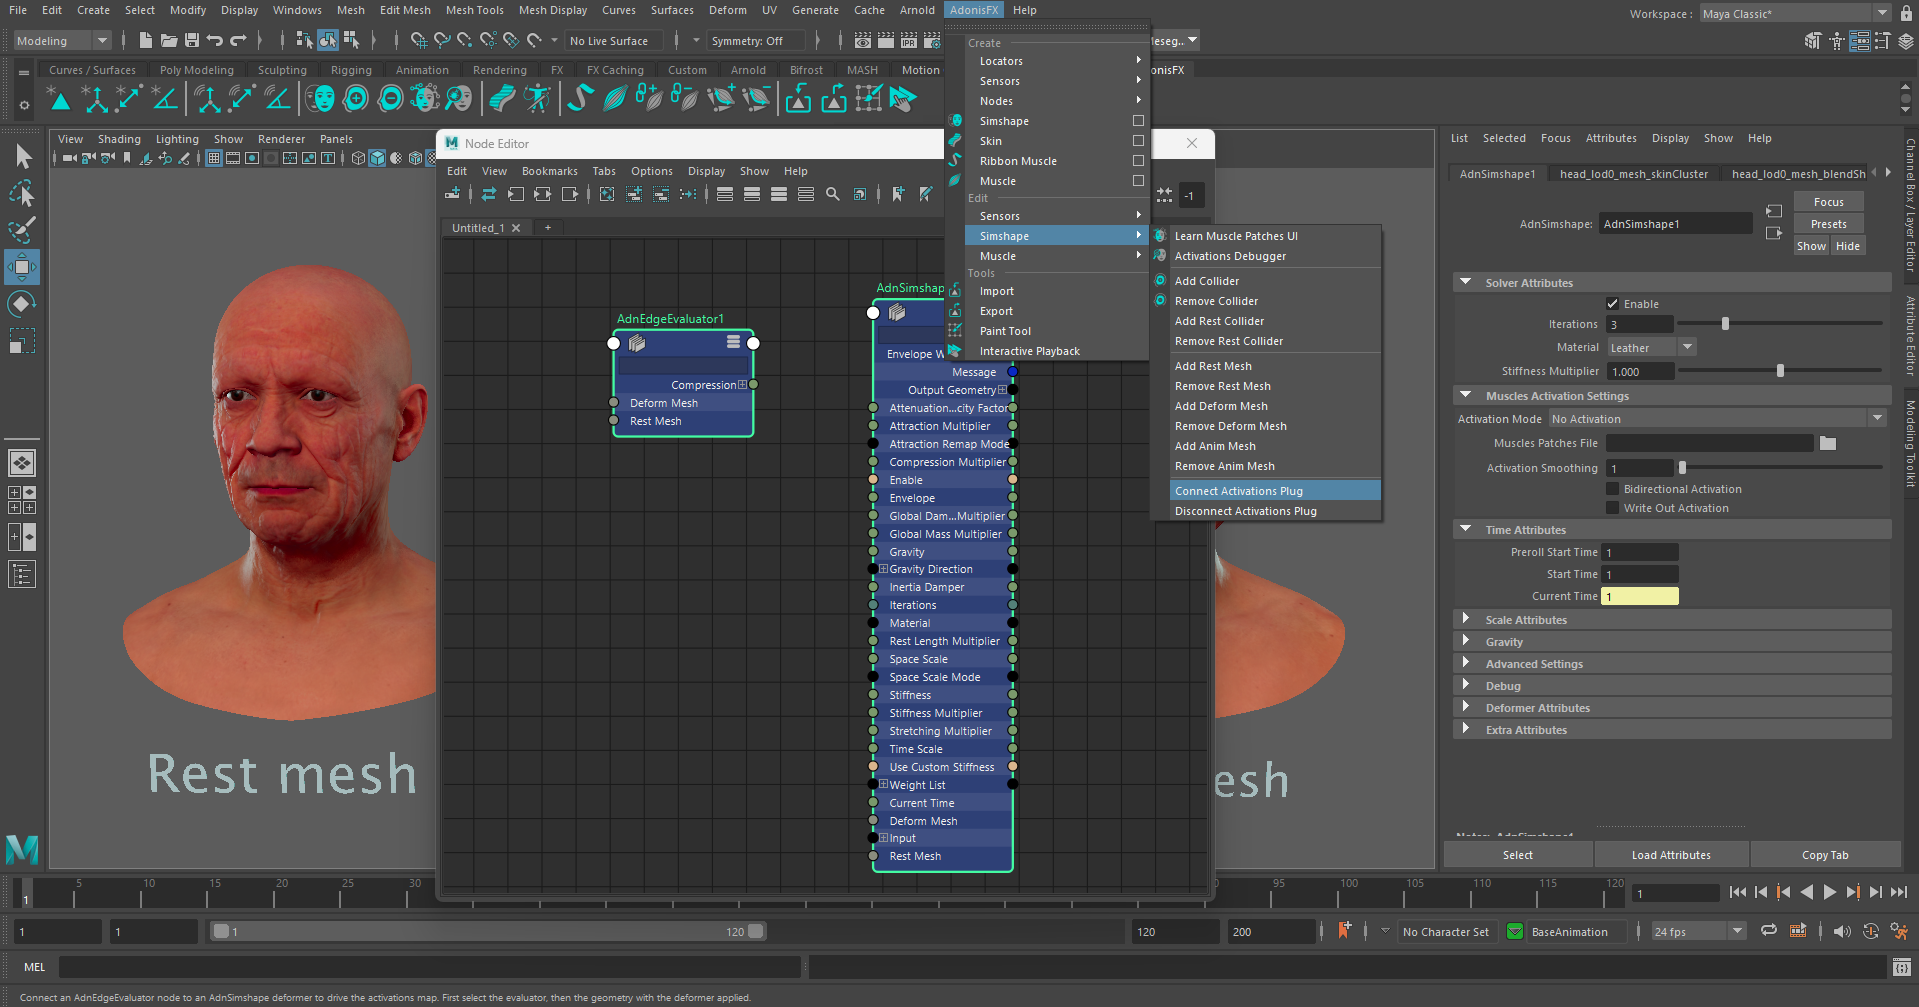 File Edit Create Select Modify Display Windows Mesh Edit Mesh Mesh Tools Mesh Display Curves Surfaces Deform UV Generate Cache Arnold AdonisFX Help
Workspace : Maya Classic*
Modeling No Live Surface Symmetry: Off
Curves / Surfaces Poly Modeling Sculpting Rigging Animation Rendering FX FX Caching Custom Arnold Bifrost MASH Motion onisFX
View Shading Lighting Show Renderer Panels
Rest mesh
esh
Node Editor
Edit View Bookmarks Tabs Options Display Show Help
-1
Untitled_1 +
AdnEdgeEvaluator1
Compression
Deform Mesh
Rest Mesh
AdnSimshap
Envelope W
Message
Output Geometry
Attenuation...city Factor
Attraction Multiplier
Attraction Remap Mode
Compression Multiplier
Enable
Envelope
Global Dam...Multiplier
Global Mass Multiplier
Gravity
Gravity Direction
Inertia Damper
Iterations
Material
Rest Length Multiplier
Space Scale
Space Scale Mode
Stiffness
Stiffness Multiplier
Stretching Multiplier
Time Scale
Use Custom Stiffness
Weight List
Current Time
Deform Mesh
Input
Rest Mesh
Create
Locators
Sensors
Nodes
Simshape
Skin
Ribbon Muscle
Muscle
Edit
Sensors
Simshape
Muscle
Tools
Import
Export
Paint Tool
Interactive Playback
Learn Muscle Patches UI
Activations Debugger
Add Collider
Remove Collider
Add Rest Collider
Remove Rest Collider
Add Rest Mesh
Remove Rest Mesh
Add Deform Mesh
Remove Deform Mesh
Add Anim Mesh
Remove Anim Mesh
Connect Activations Plug
Disconnect Activations Plug
List Selected Focus Attributes Display Show Help
AdnSimshape1 head_lod0_mesh_skinCluster head_lod0_mesh_blendSh
AdnSimshape: AdnSimshape1
Focus
Presets
Show Hide
Solver Attributes
Enable
Iterations 3
Material Leather
Stiffness Multiplier 1.000
Muscles Activation Settings
Activation Mode No Activation
Muscles Patches File
Activation Smoothing 1
Bidirectional Activation
Write Out Activation
Time Attributes
Preroll Start Time 1
Start Time 1
Current Time 1
Scale Attributes
Gravity
Advanced Settings
Debug
Deformer Attributes
Extra Attributes
Select Load Attributes Copy Tab
Channel Box / Layer Editor
Attribute Editor
Modeling Toolkit
1 5 10 15 20 25 30 95 100 105 110 115 120 1
1 1 1 120 120 200 No Character Set BaseAnimation 24 fps
MEL
Connect an AdnEdgeEvaluator node to an AdnSimshape deformer to drive the activations map. First select the evaluator, then the geometry with the deformer applied.